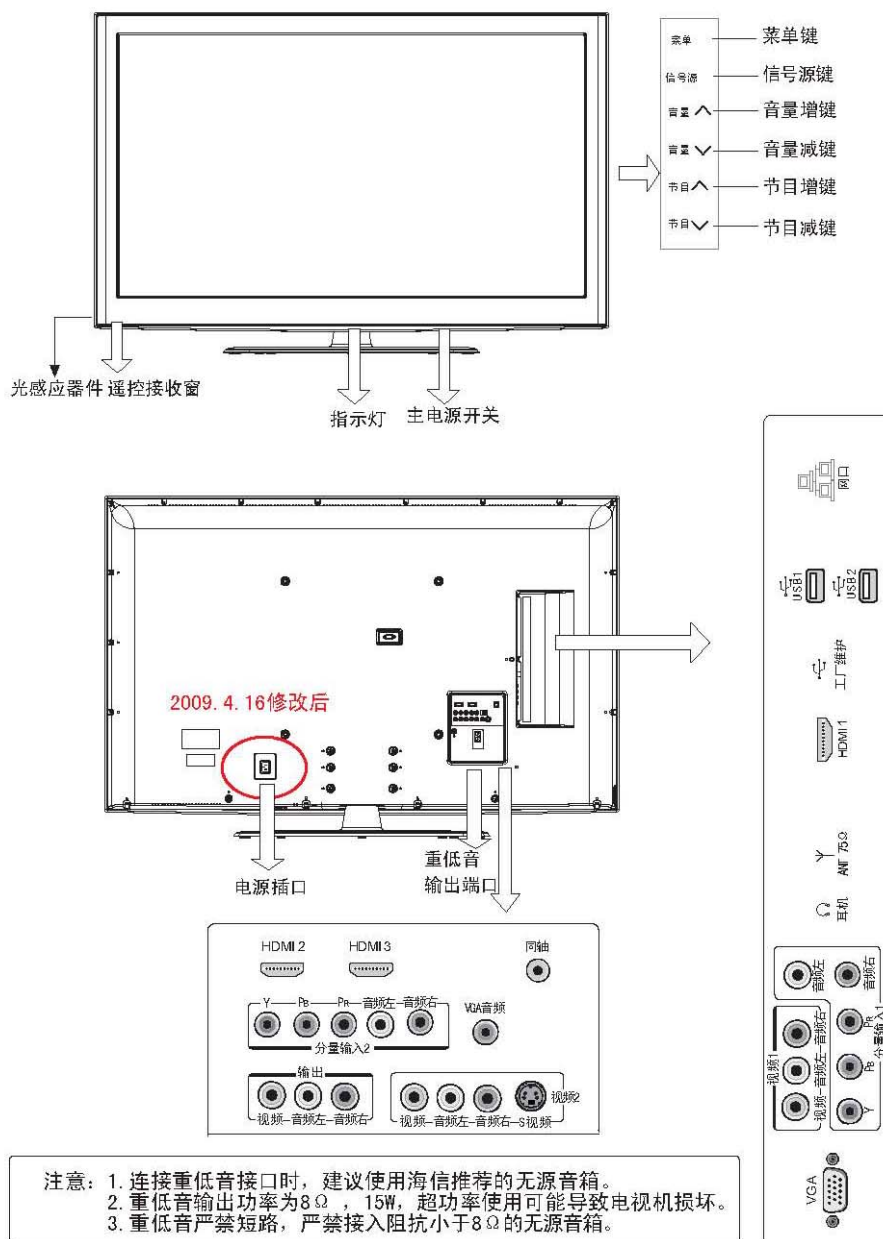 菜单 菜单键
信号源 信号源键
音量 音量增键
音量 音量减键
节目 节目增键
节目 节目减键
光感应器件 遥控接收窗
指示灯
主电源开关
2009.4.16修改后
电源插口
重低音
输出端口
HDMI 2
HDMI 3
同轴
Y
PB
PR
音频左
音频右
VGA音频
分量输入2
输出
视频
音频左
音频右
视频
音频左
音频右
S视频
视频2
网口
USB1
USB2
工厂维护
HDMI 1
ANT 75Ω
耳机
音频左
音频右
视频1
视频
音频左
音频右
分量输入1
PR
PB
Y
VGA
注意：1.连接重低音接口时，建议使用海信推荐的无源音箱。
2.重低音输出功率为8Ω，15W，超功率使用可能导致电视机损坏。
3.重低音严禁短路，严禁接入阻抗小于8Ω的无源音箱。